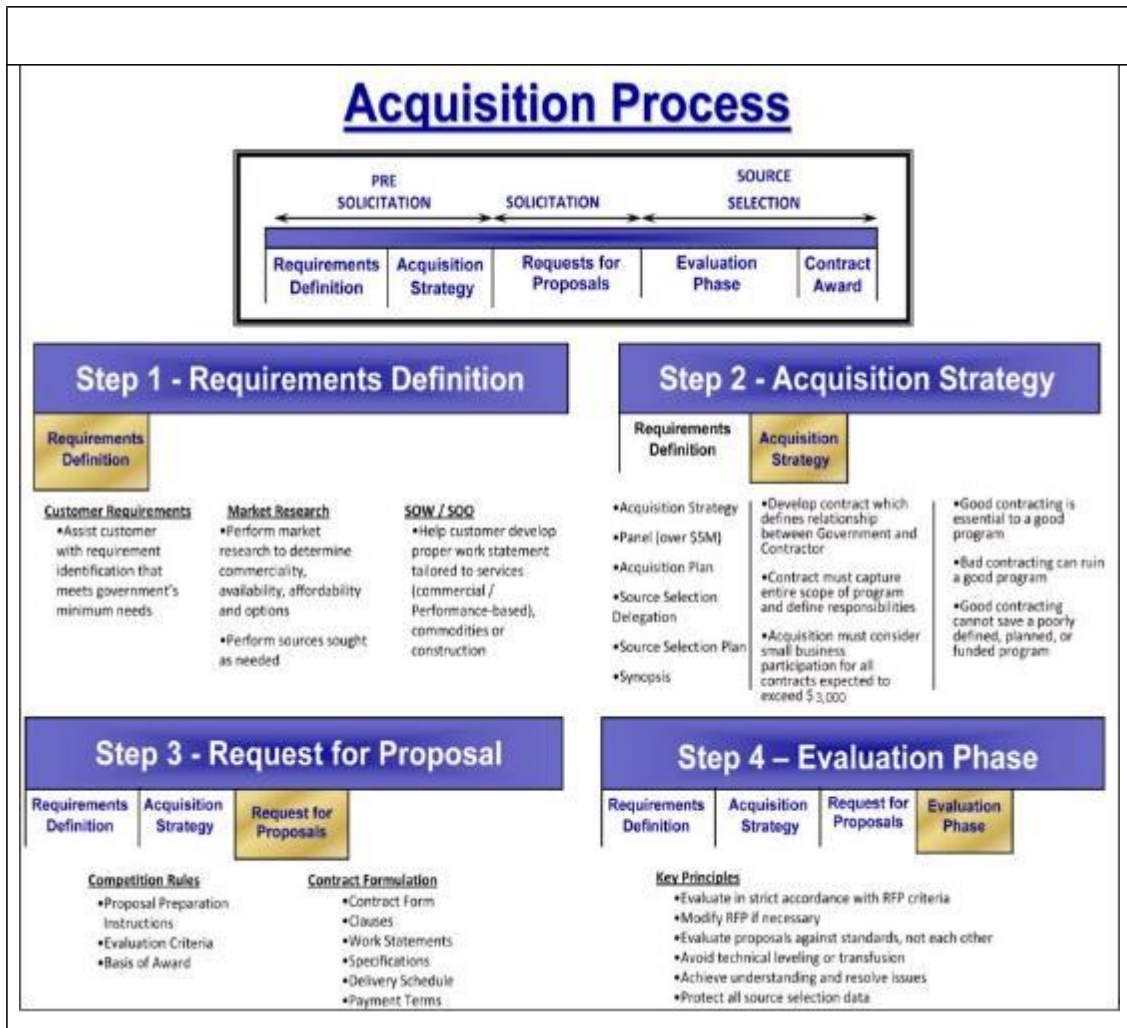 Acquisition Process
PRE
SOLICITATION
SOLICITATION
SOURCE
SELECTION
Requirements
Definition
Acquisition
Strategy
Requests for
Proposals
Evaluation
Phase
Contract
Award
Step 1 - Requirements Definition
Requirements
Definition
Customer Requirements
•Assist customer
with requirement
identification that
meets government's
minimum needs
Market Research
•Perform market
research to determine
commerciality,
availability, affordability
and options
•Perform sources sought
as needed
SOW / SOO
•Help customer develop
proper work statement
tailored to services
(commercial /
Performance-based),
commodities or
construction
Step 2 - Acquisition Strategy
Requirements
Definition
Acquisition
Strategy
•Acquisition Strategy
•Panel (over $5M)
•Acquisition Plan
•Source Selection
Delegation
•Source Selection Plan
•Synopsis
•Develop contract which
defines relationship
between Government and
Contractor
•Contract must capture
entire scope of program
and define responsibilities
•Acquisition must consider
small business
participation for all
contracts expected to
exceed $3,000
•Good contracting is
essential to a good
program
•Bad contracting can ruin
a good program
•Good contracting
cannot save a poorly
defined, planned, or
funded program
Step 3 - Request for Proposal
Requirements
Definition
Acquisition
Strategy
Request for
Proposals
Competition Rules
•Proposal Preparation
Instructions
•Evaluation Criteria
•Basis of Award
Contract Formulation
•Contract Form
•Clauses
•Work Statements
•Specifications
•Delivery Schedule
•Payment Terms
Step 4 – Evaluation Phase
Requirements
Definition
Acquisition
Strategy
Request for
Proposals
Evaluation
Phase
Key Principles
•Evaluate in strict accordance with RFP criteria
•Modify RFP if necessary
•Evaluate proposals against standards, not each other
•Avoid technical leveling or transfusion
•Achieve understanding and resolve issues
•Protect all source selection data